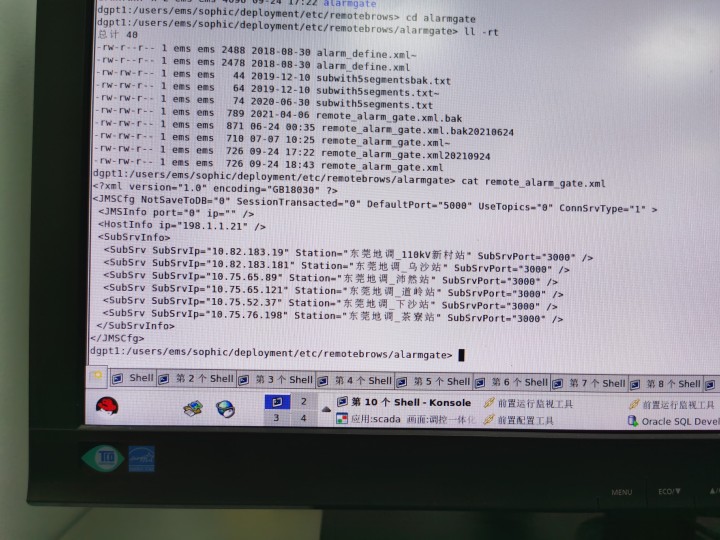 17:22 alarmgate
dgpt1:/users/ems/sophic/deployment/etc/remotebrows> cd alarmgate
dgpt1:/users/ems/sophic/deployment/etc/remotebrows/alarmgate> ll -rt
总计 40
-rw-r--r-- 1 ems ems 2488 2018-08-30 alarm_define.xml~
-rw-rw-r-- 1 ems ems 2478 2018-08-30 alarm_define.xml
-rw-rw-r-- 1 ems ems 44 2019-12-10 subwith5segmentsbak.txt
-rw-rw-r-- 1 ems ems 64 2019-12-10 subwith5segments.txt~
-rw-rw-r-- 1 ems ems 74 2020-06-30 subwith5segments.txt
-rw-rw-r-- 1 ems ems 789 2021-04-06 remote_alarm_gate.xml.bak
-rw-rw-r-- 1 ems ems 871 06-24 00:35 remote_alarm_gate.xml.bak20210624
-rw-rw-r-- 1 ems ems 710 07-07 10:25 remote_alarm_gate.xml~
-rw-rw-r-- 1 ems ems 726 09-24 17:22 remote_alarm_gate.xml20210924
-rw-rw-r-- 1 ems ems 726 09-24 18:43 remote_alarm_gate.xml
dgpt1:/users/ems/sophic/deployment/etc/remotebrows/alarmgate> cat remote_alarm_gate.xml
<?xml version="1.0" encoding="GB18030" ?>
<JMSCfg NotSaveToDB="0" SessionTransacted="0" DefaultPort="5000" UseTopics="0" ConnSrvType="1" >
<JMSInfo port="0" ip="" />
<HostInfo ip="198.1.1.21" />
<SubSrvInfo>
<SubSrv SubSrvIp="10.82.183.19" Station="东莞地调_110kV新村站" SubSrvPort="3000" />
<SubSrv SubSrvIp="10.82.183.181" Station="东莞地调_乌沙站" SubSrvPort="3000" />
<SubSrv SubSrvIp="10.75.65.89" Station="东莞地调_沛然站" SubSrvPort="3000" />
<SubSrv SubSrvIp="10.75.65.121" Station="东莞地调_道岭站" SubSrvPort="3000" />
<SubSrv SubSrvIp="10.75.52.37" Station="东莞地调_下沙站" SubSrvPort="3000" />
<SubSrv SubSrvIp="10.75.76.198" Station="东莞地调_茶寮站" SubSrvPort="3000" />
</SubSrvInfo>
</JMSCfg>
dgpt1:/users/ems/sophic/deployment/etc/remotebrows/alarmgate>
Shell 第 2 个 Shell 第 3 个 Shell 第 4 个 Shell 第 5 个 Shell 第 6 个 Shell 第 7 个 Shell 第 8 个 Shell
2 第 10 个 Shell - Konsole 前置运行监视工具 前置运行监视工具
3 4 应用:scada 画面:调控一体化 前置配置工具 Oracle SQL Devel
TCO
MENU ECO/▼